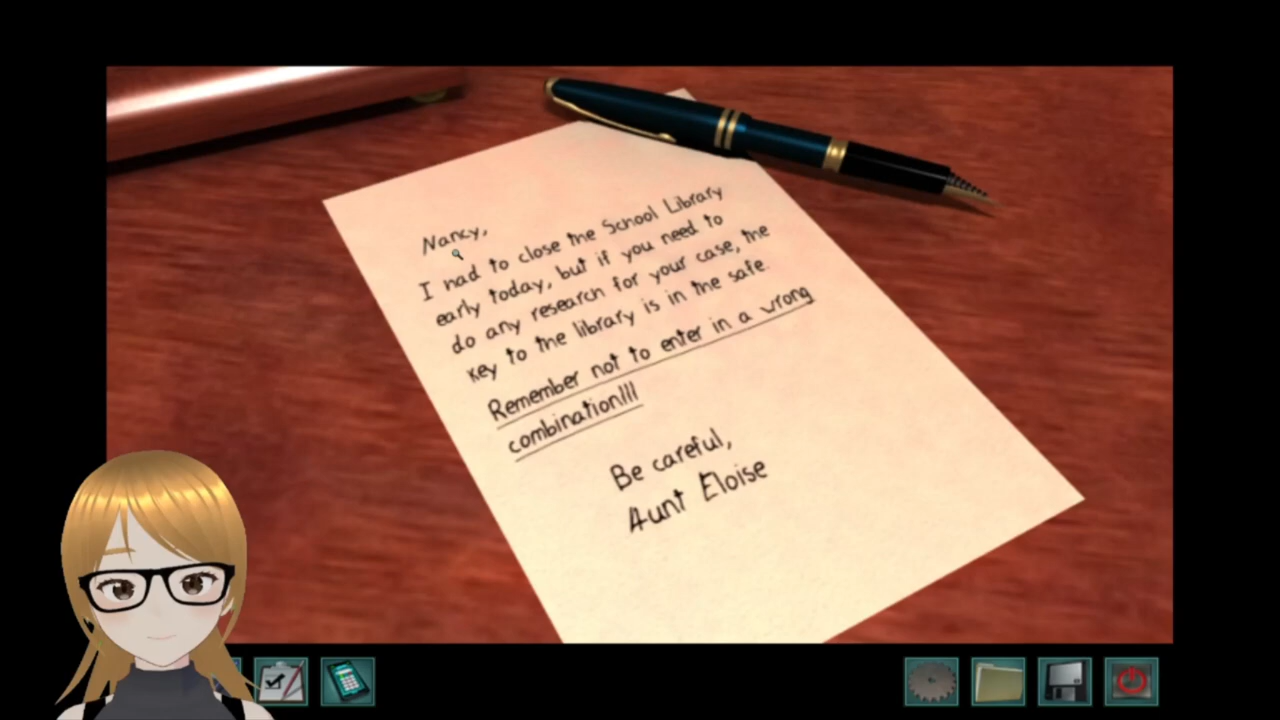 Nancy,
I had to close the School Library
early today, but if you need to
do any research for your case, the
key to the library is in the safe.
Remember not to enter in a wrong
combination!!!
Be careful,
Aunt Eloise